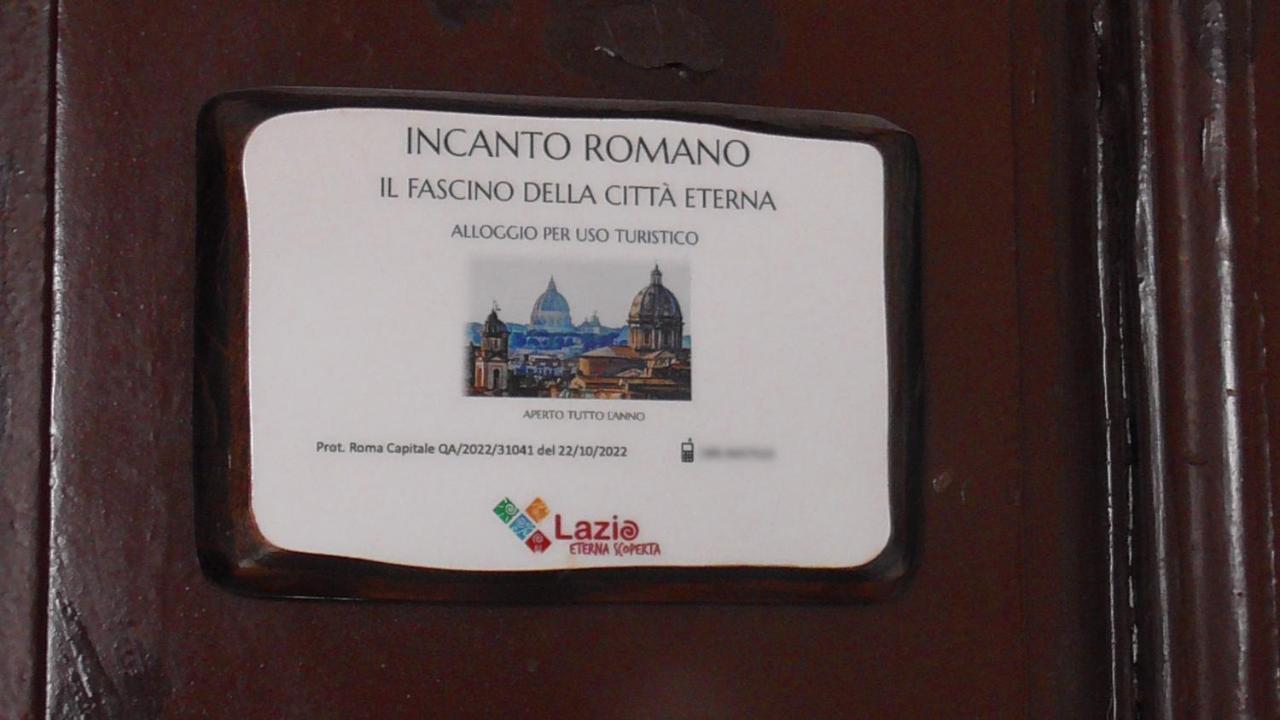 INCANTO ROMANO
IL FASCINO DELLA CITTÀ ETERNA
ALLOGGIO PER USO TURISTICO
APERTO TUTTO L'ANNO
Prot. Roma Capitale QA/2022/31041 del 22/10/2022
Lazio
ETERNA SCOPERTA